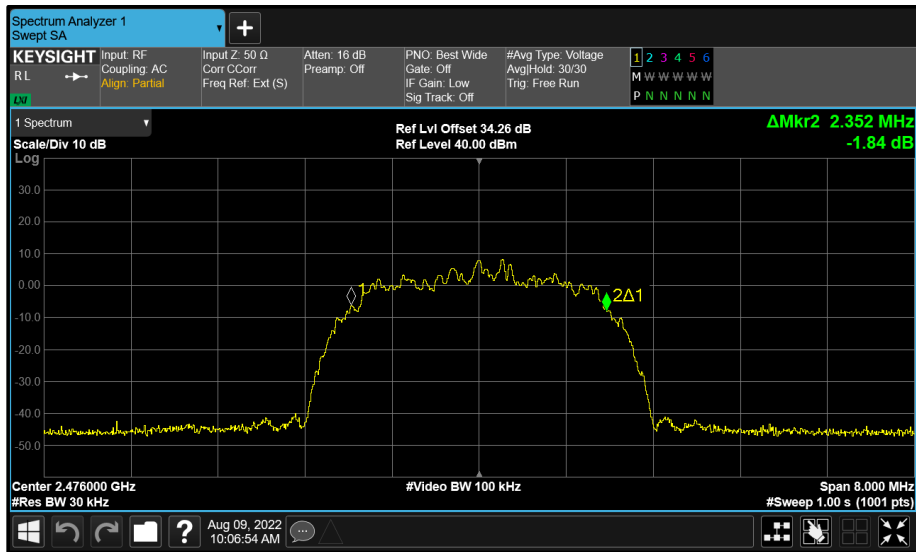 Spectrum Analyzer 1
Swept SA
+
KEYSIGHT
R L
LXI
Input: RF
Coupling: AC
Align: Partial
Input Z: 50 Ω
Corr CCorr
Freq Ref: Ext (S)
Atten: 16 dB
Preamp: Off
PNO: Best Wide
Gate: Off
IF Gain: Low
Sig Track: Off
#Avg Type: Voltage
Avg|Hold: 30/30
Trig: Free Run
1 2 3 4 5 6
M W W W W W
P N N N N N
1 Spectrum
Scale/Div 10 dB
Ref Lvl Offset 34.26 dB
Ref Level 40.00 dBm
ΔMkr2 2.352 MHz
-1.84 dB
Log
30.0
20.0
10.0
0.00
-10.0
-20.0
-30.0
-40.0
-50.0
1
2Δ1
Center 2.476000 GHz
#Res BW 30 kHz
#Video BW 100 kHz
Span 8.000 MHz
#Sweep 1.00 s (1001 pts)
?
Aug 09, 2022
10:06:54 AM